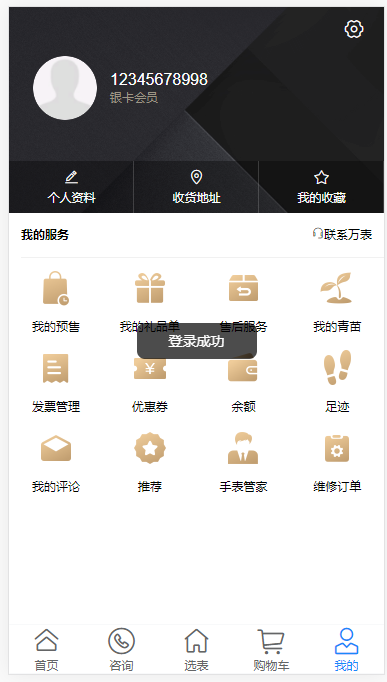 12345678998
银卡会员
个人资料 收货地址 我的收藏
我的服务 联系万表
我的预售 我的礼品单 售后服务 我的青苗
登录成功
发票管理 优惠券 余额 足迹
我的评论 推荐 手表管家 维修订单
首页 咨询 选表 购物车 我的